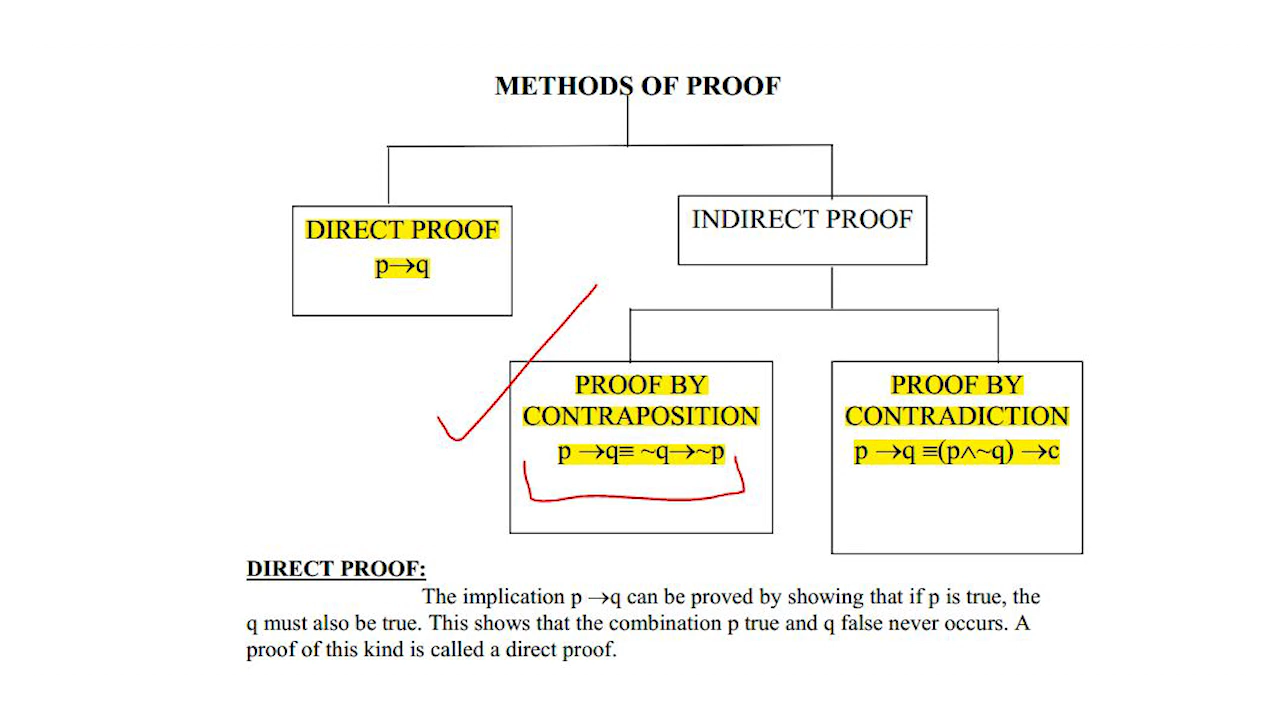 METHODS OF PROOF
DIRECT PROOF
p→q
INDIRECT PROOF
PROOF BY
CONTRAPOSITION
p →q≡ ~q→~p
PROOF BY
CONTRADICTION
p →q ≡(p∧~q) →c
DIRECT PROOF:
The implication p →q can be proved by showing that if p is true, the
q must also be true. This shows that the combination p true and q false never occurs. A
proof of this kind is called a direct proof.